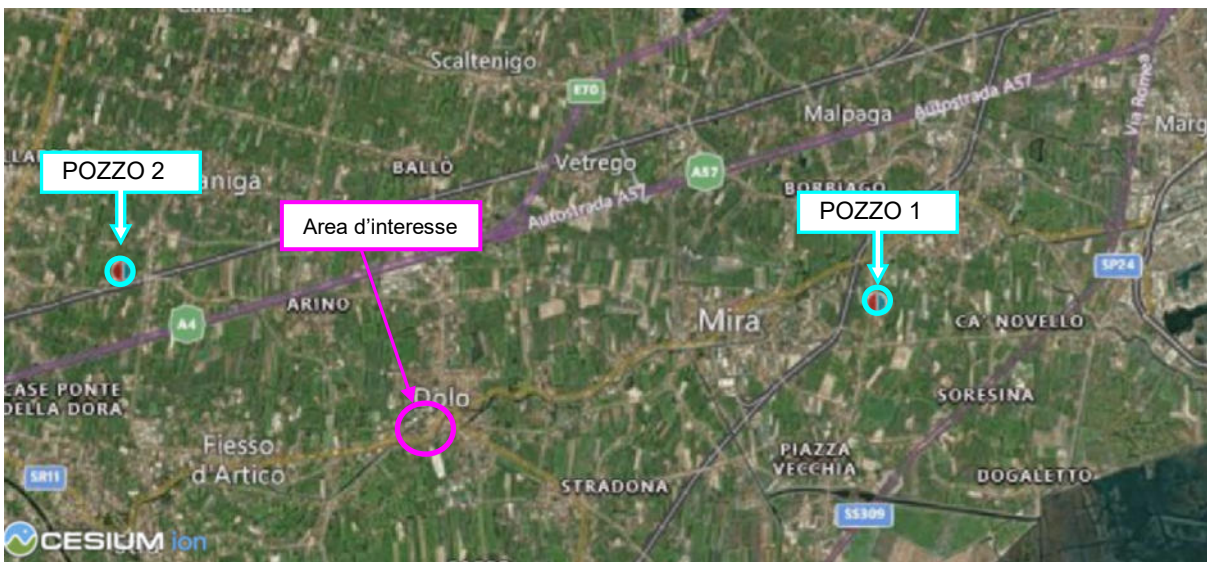 Scaltenigo
E70
Malpaga
Autostrada A57
Via Romea
Marg
POZZO 2
aniga
BALLÒ
Vetrego
A57
BORBIAGO
Autostrada A57
Area d’interesse
POZZO 1
SP24
ARINO
A4
Mira
CA' NOVELLO
CASE PONTE
DELLA DORA
Dolo
SORESINA
Fiesso
d'Artico
PIAZZA
VECCHIA
SR11
STRADONA
DOGALETTO
SS309
CESIUM ion